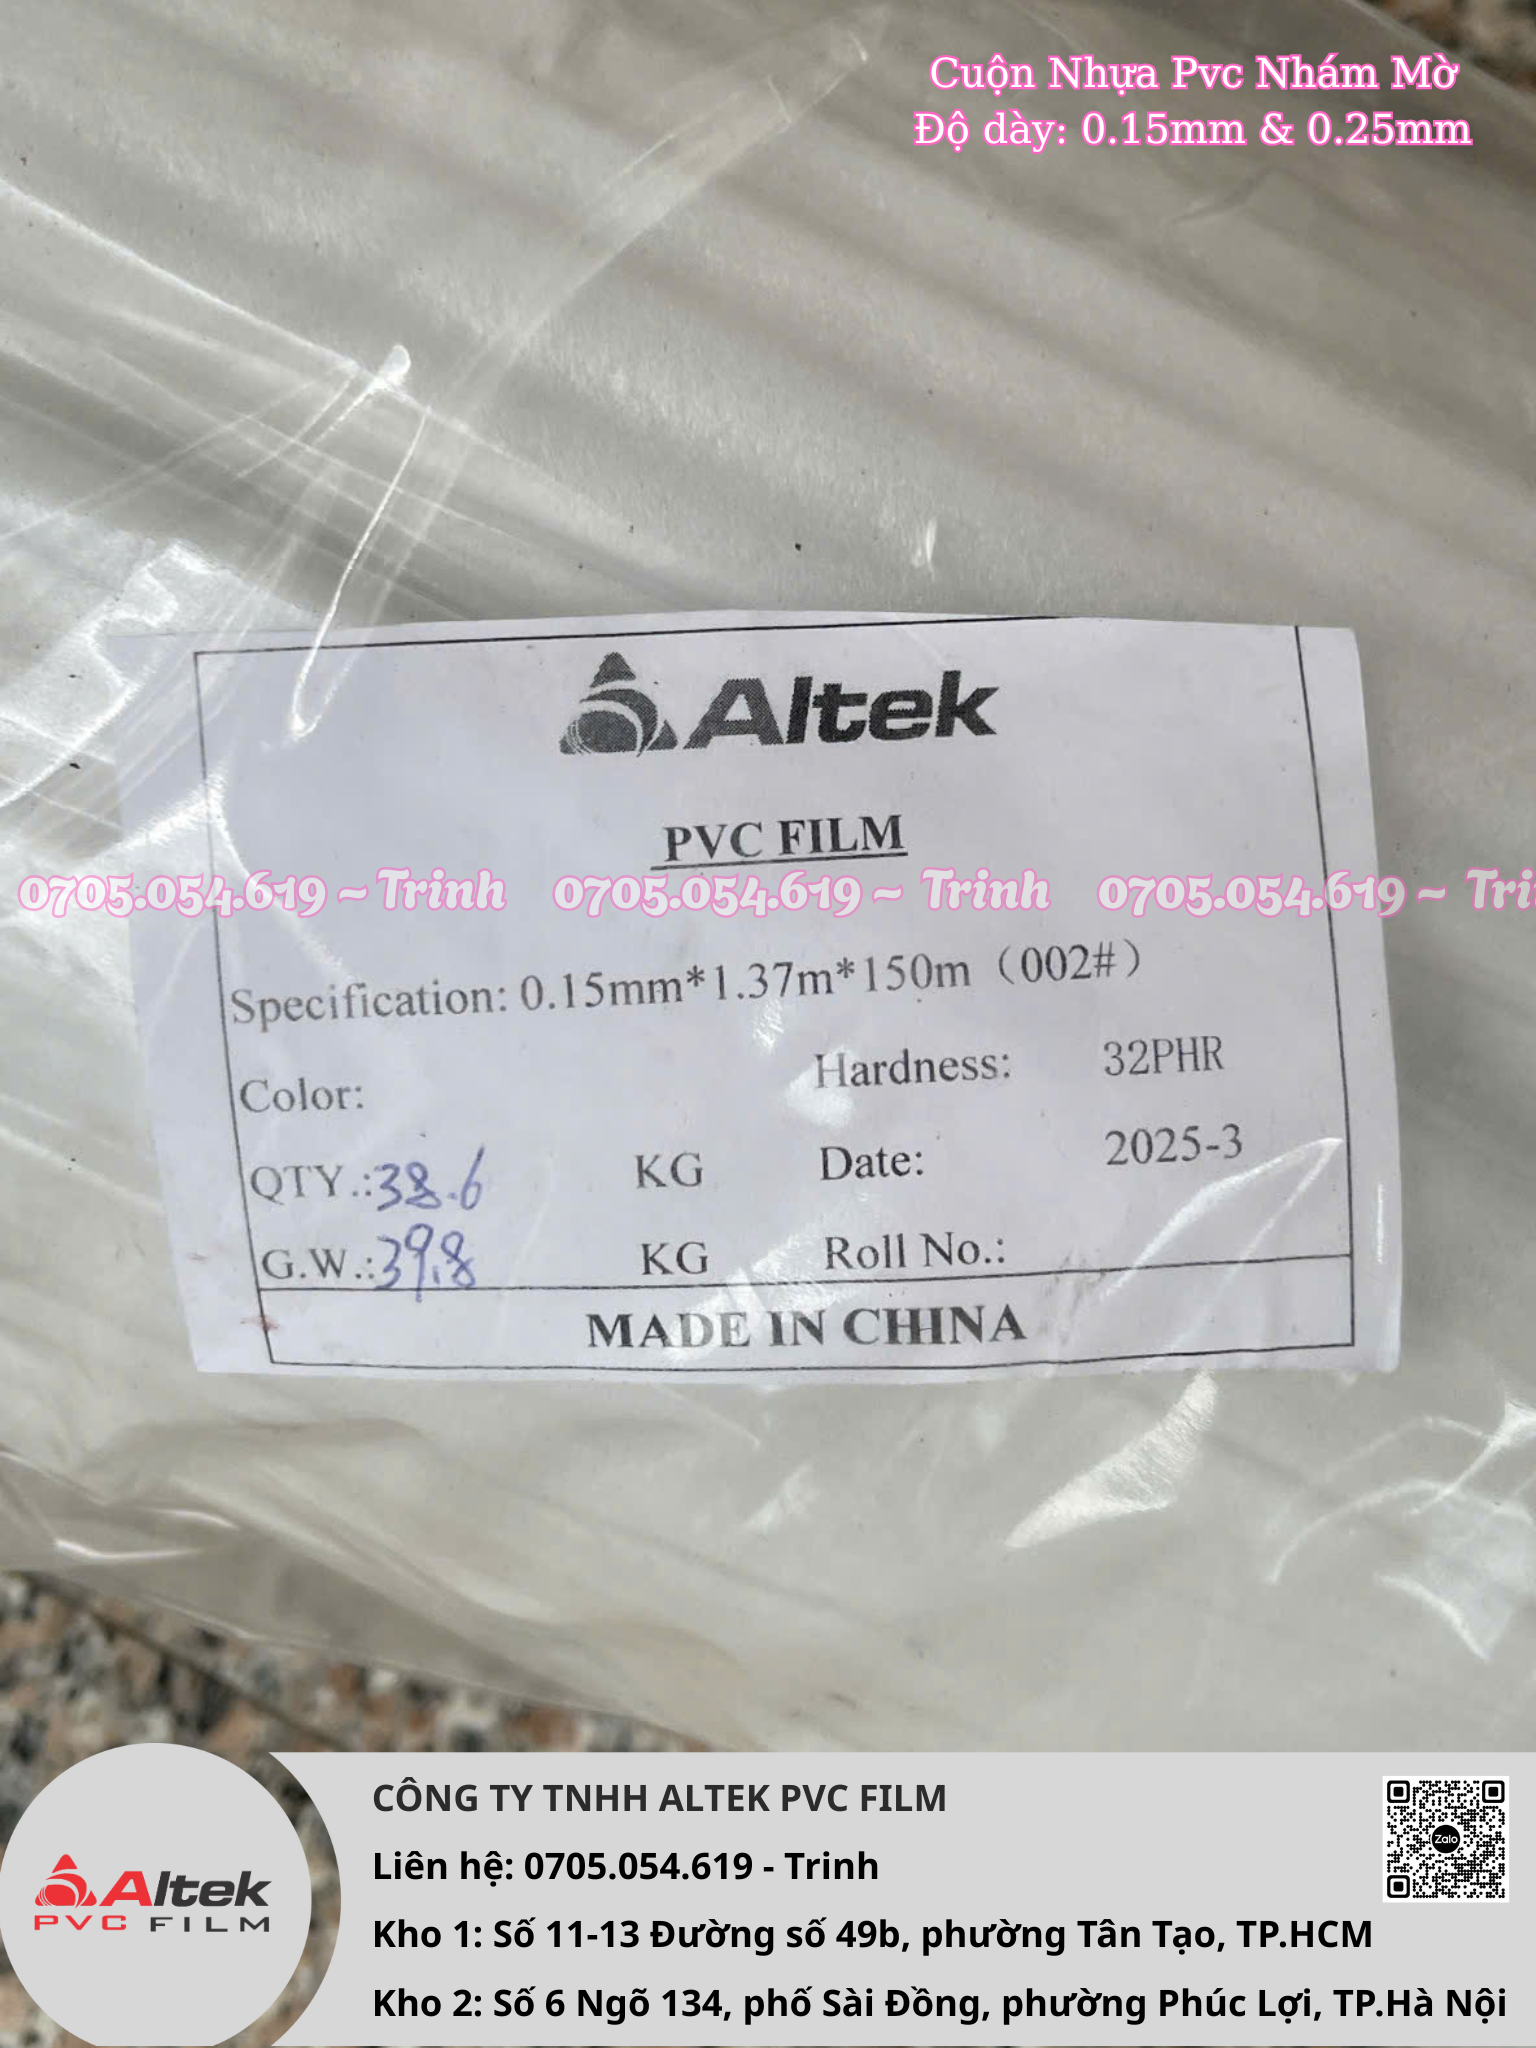 Cuộn Nhựa Pvc Nhám Mờ
Độ dày: 0.15mm & 0.25mm
Altek
PVC FILM
0705.054.619 ~ Trinh 0705.054.619 ~ Trinh 0705.054.619 ~ Tri
Specification: 0.15mm*1.37m*150m（002#）
Color: Hardness: 32PHR
QTY.: 38.6 KG Date: 2025-3
G.W.: 39.8 KG Roll No.:
MADE IN CHINA
Altek
PVC FILM
CÔNG TY TNHH ALTEK PVC FILM
Liên hệ: 0705.054.619 - Trinh
Kho 1: Số 11-13 Đường số 49b, phường Tân Tạo, TP.HCM
Kho 2: Số 6 Ngõ 134, phố Sài Đồng, phường Phúc Lợi, TP.Hà Nội
Zalo